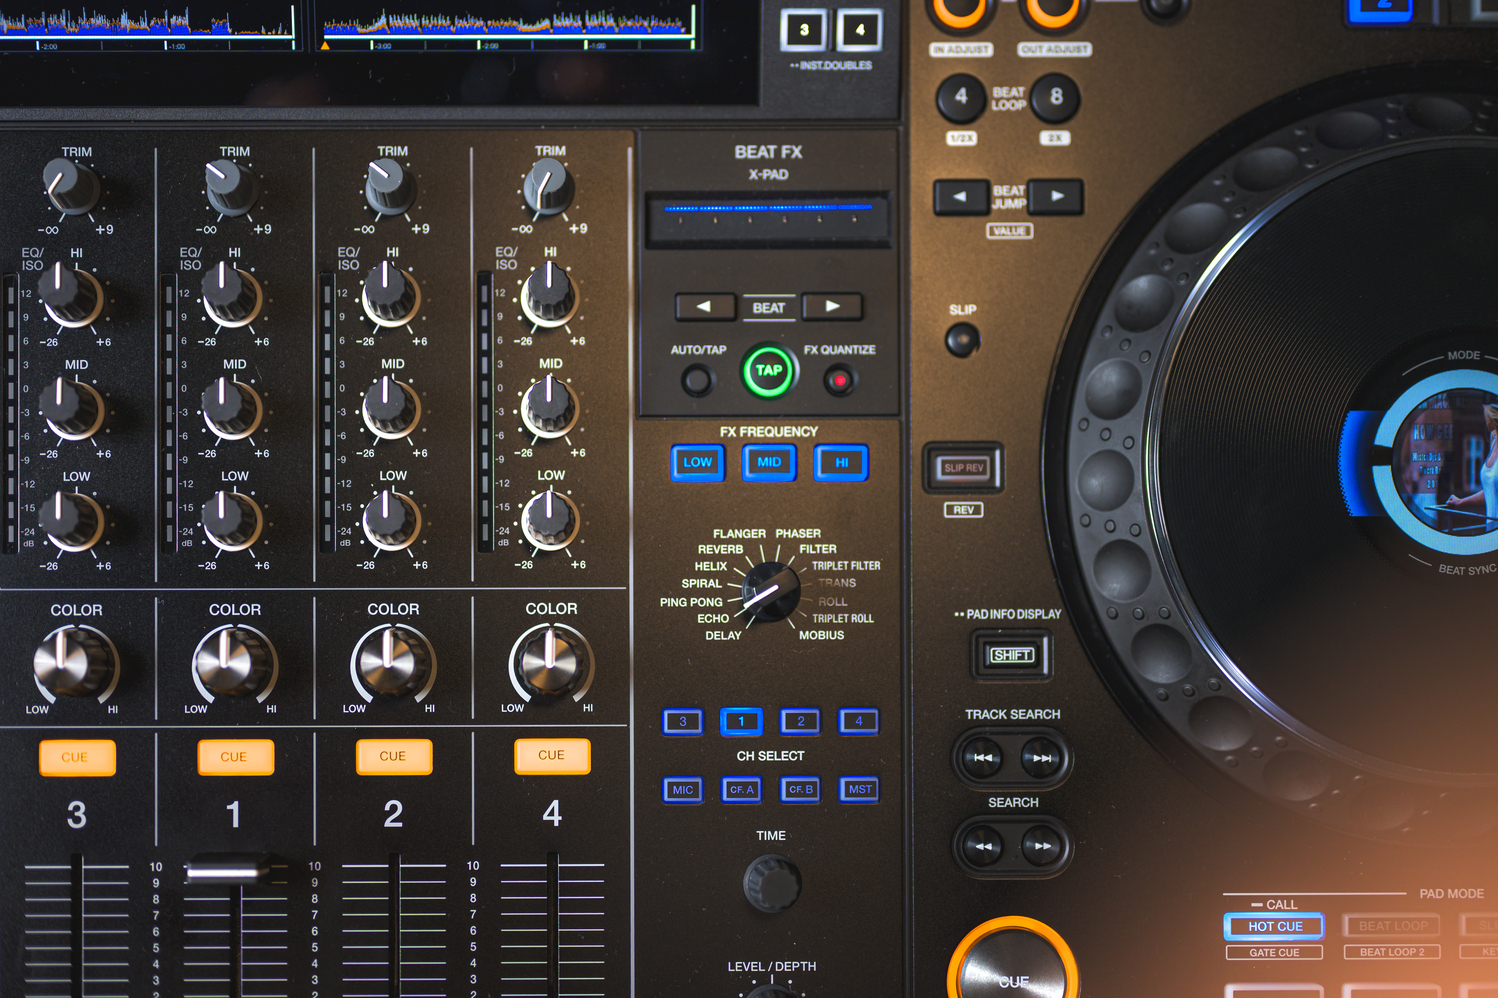 -2:00 -1:00 -3:00 -2:00 -1:00
3 4
•• INST.DOUBLES
2
IN ADJUST OUT ADJUST
4 BEAT LOOP 8
1/2X 2X
BEAT JUMP
VALUE
SLIP
SLIP REV
REV
•• PAD INFO DISPLAY
SHIFT
TRACK SEARCH
SEARCH
CUE
MODE
BEAT SYNC
PAD MODE
CALL
HOT CUE BEAT LOOP
GATE CUE BEAT LOOP 2
BEAT FX
X-PAD
BEAT
AUTO/TAP TAP FX QUANTIZE
FX FREQUENCY
LOW MID HI
FLANGER PHASER
REVERB FILTER
HELIX TRIPLET FILTER
SPIRAL TRANS
PING PONG ROLL
ECHO TRIPLET ROLL
DELAY MOBIUS
3 1 2 4
CH SELECT
MIC CF. A CF. B MST
TIME
LEVEL / DEPTH
TRIM TRIM TRIM TRIM
-∞ +9 -∞ +9 -∞ +9 -∞ +9
EQ/ HI EQ/ HI EQ/ HI EQ/ HI
ISO ISO ISO ISO
12 12 12 12
9 9 9 9
6 -26 +6 6 -26 +6 6 -26 +6 6 -26 +6
3 MID 3 MID 3 MID 3 MID
0 0 0 0
-3 -3 -3 -3
-6 -6 -6 -6
-26 +6 -26 +6 -26 +6 -26 +6
-9 -9 -9 -9
LOW LOW LOW LOW
-12 -12 -12 -12
-15 -15 -15 -15
-24 -24 -24 -24
dB dB dB dB
-26 +6 -26 +6 -26 +6 -26 +6
COLOR COLOR COLOR COLOR
LOW HI LOW HI LOW HI LOW HI
CUE CUE CUE CUE
3 1 2 4
10 10 10
9 9 9
8 8 8
7 7 7
6 6 6
5 5 5
4 4 4
3 3 3
2 2 2